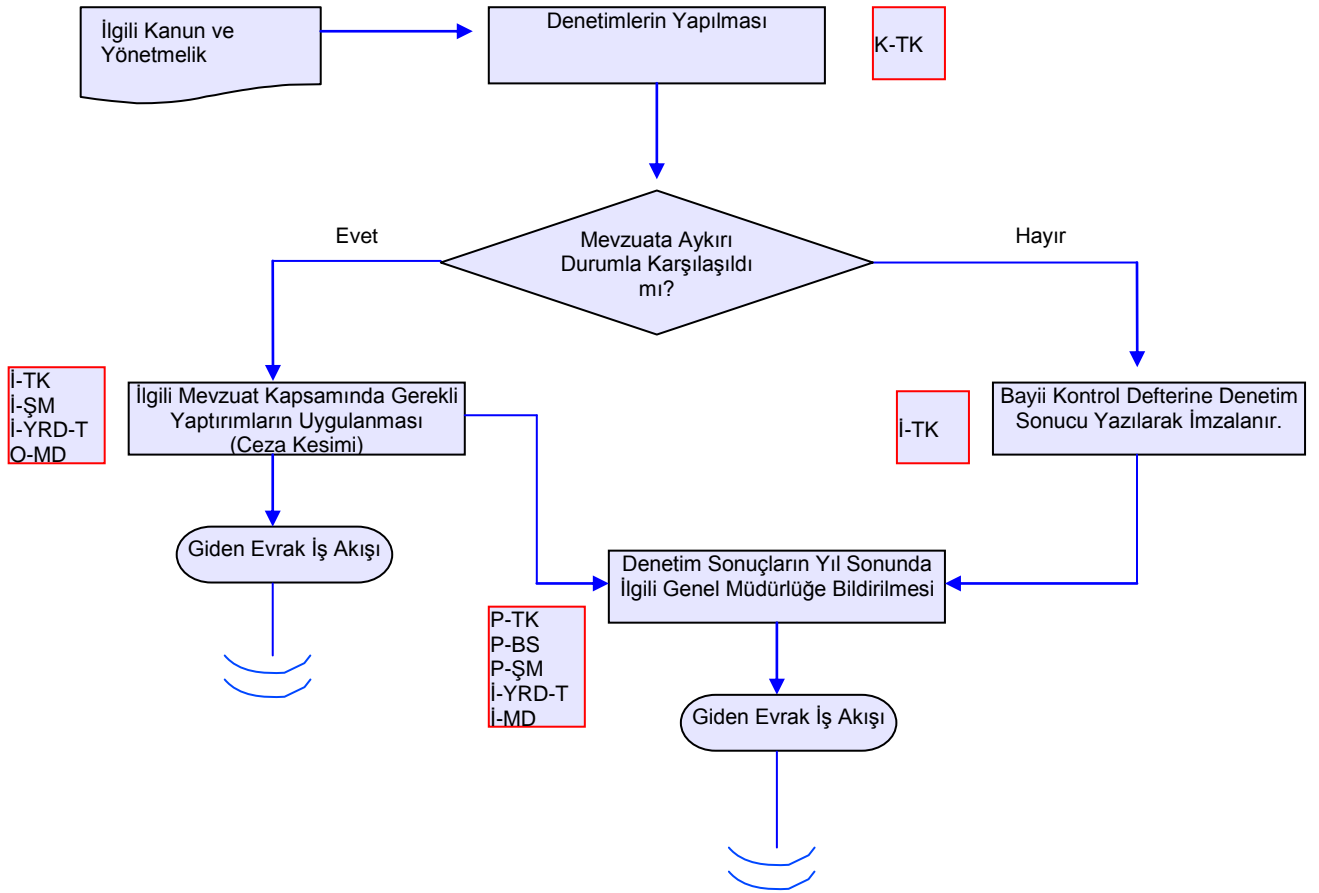 İlgili Kanun ve
Yönetmelik
Denetimlerin Yapılması
K-TK
Mevzuata Aykırı
Durumla Karşılaşıldı
mı?
Evet
Hayır
İ-TK
İ-ŞM
İ-YRD-T
O-MD
İlgili Mevzuat Kapsamında Gerekli
Yaptırımların Uygulanması
(Ceza Kesimi)
İ-TK
Bayii Kontrol Defterine Denetim
Sonucu Yazılarak İmzalanır.
Giden Evrak İş Akışı
Denetim Sonuçların Yıl Sonunda
İlgili Genel Müdürlüğe Bildirilmesi
P-TK
P-BS
P-ŞM
İ-YRD-T
İ-MD
Giden Evrak İş Akışı